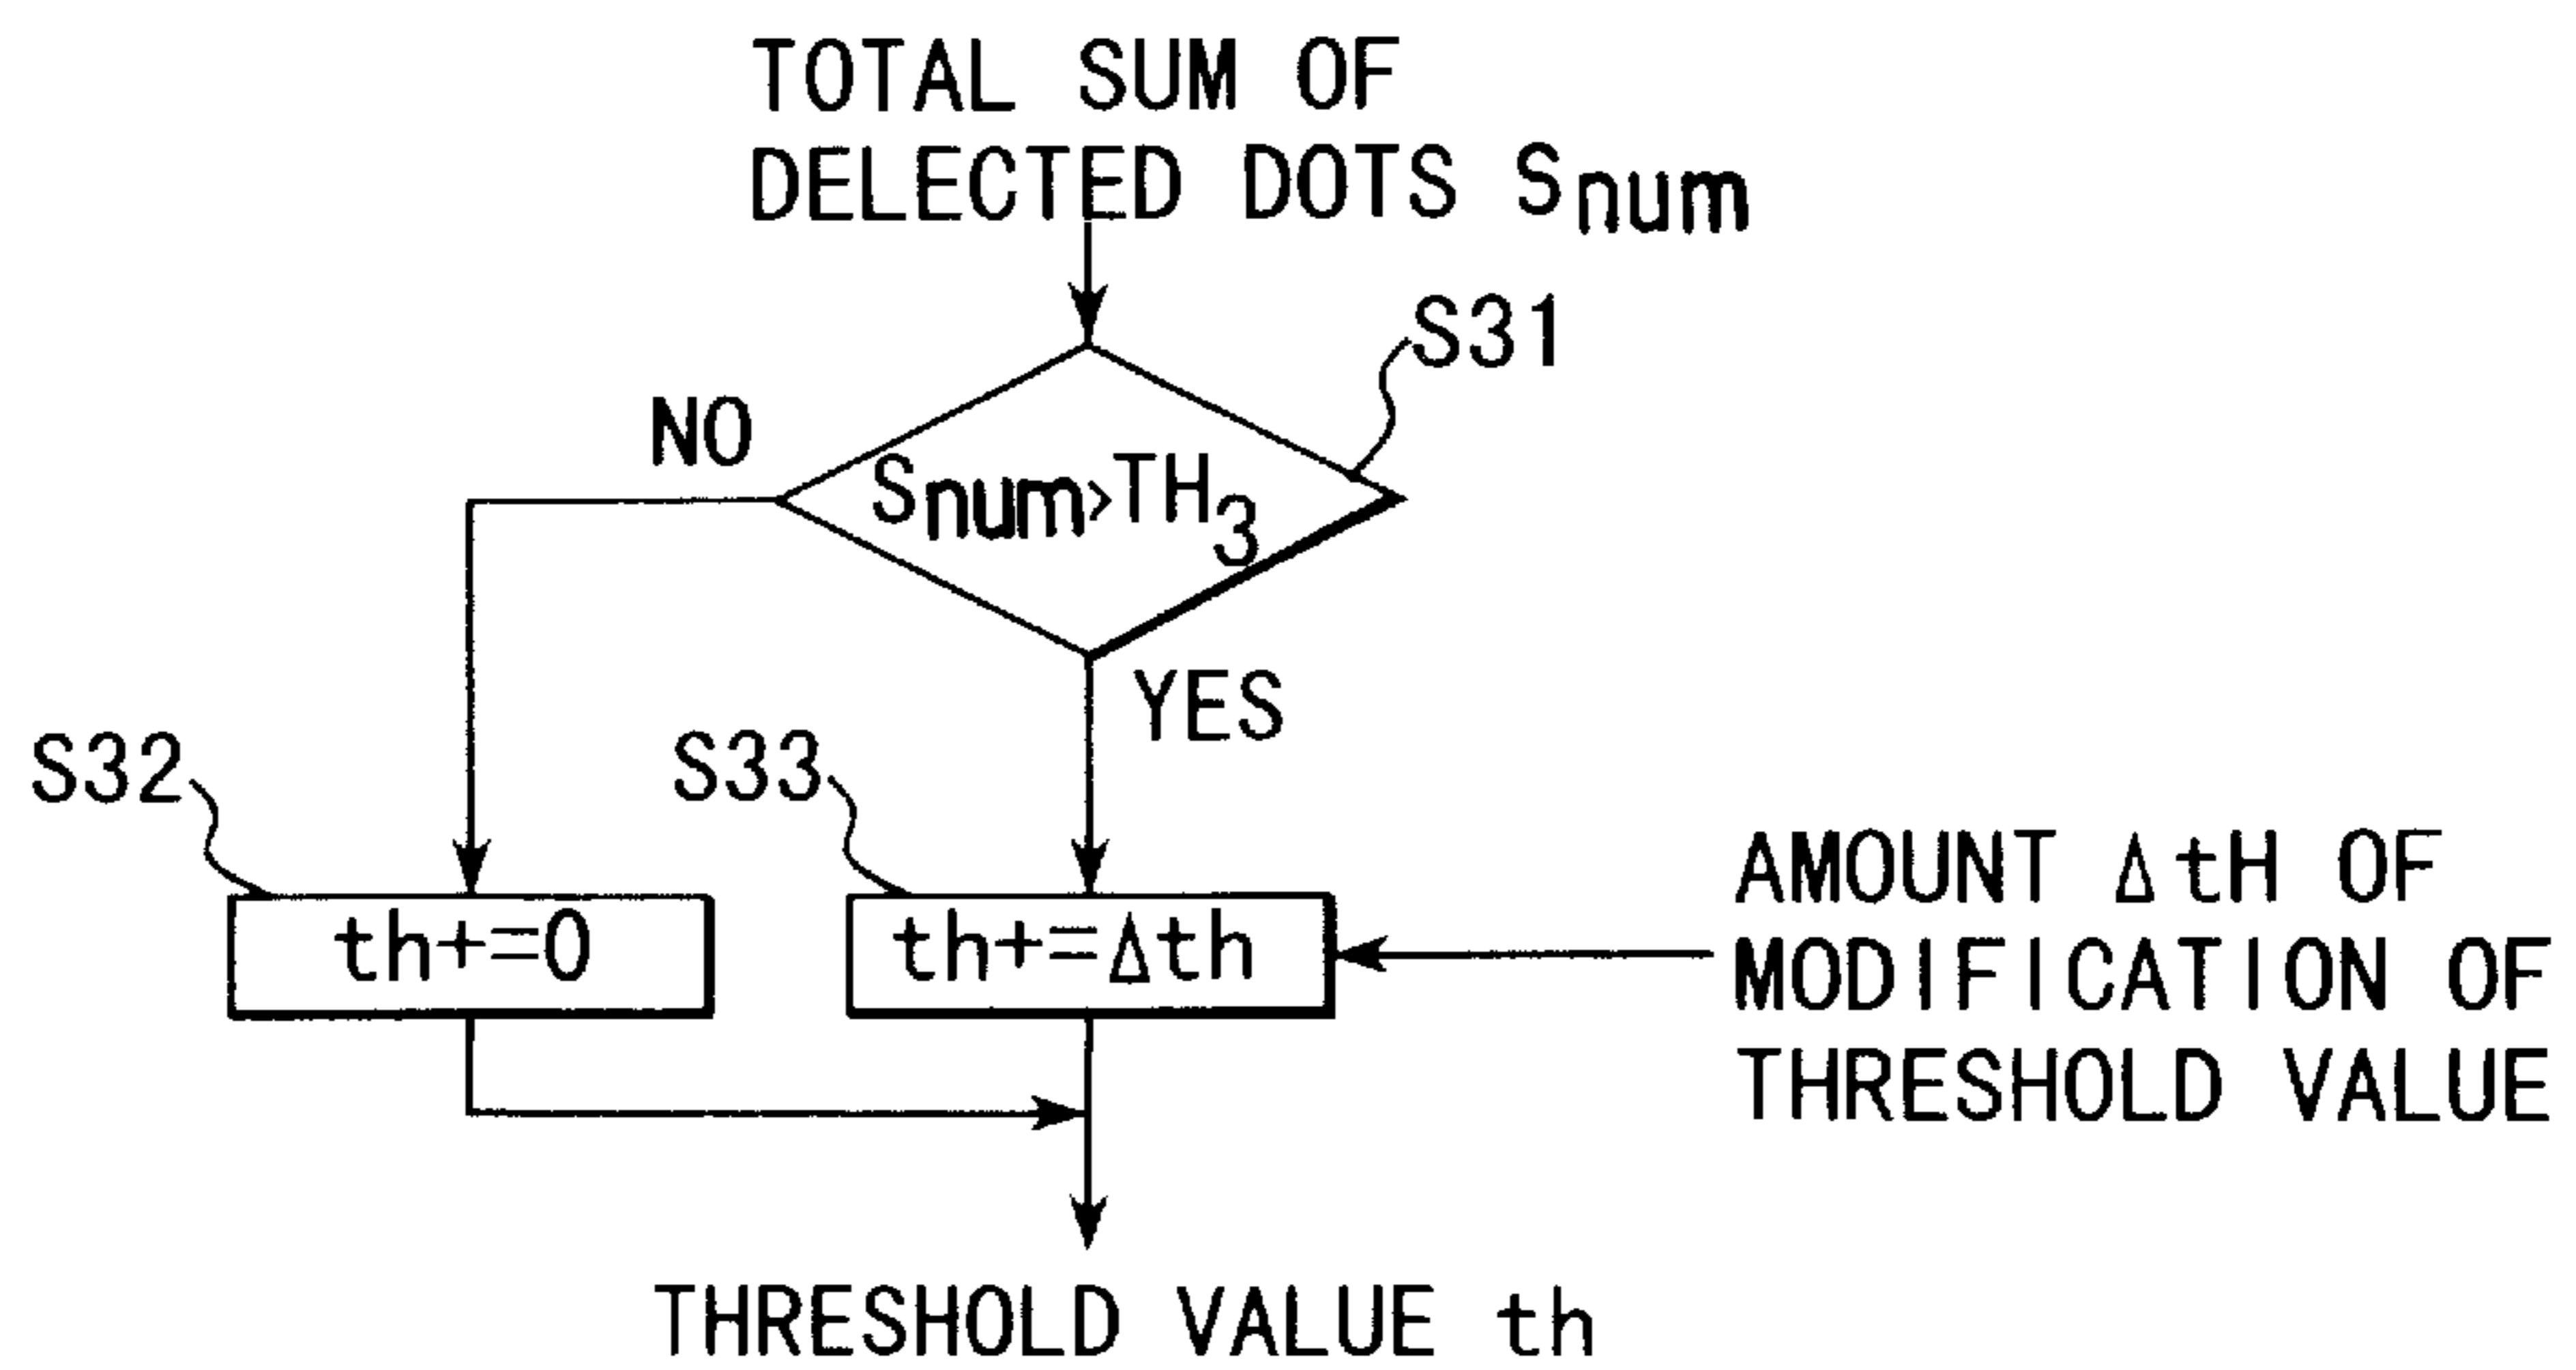 TOTAL SUM OF
DELECTED DOTS Snum
S31
NO
Snum>TH3
YES
S32
S33
th+=0
th+=Δth
AMOUNT ΔtH OF
MODIFICATION OF
THRESHOLD VALUE
THRESHOLD VALUE th